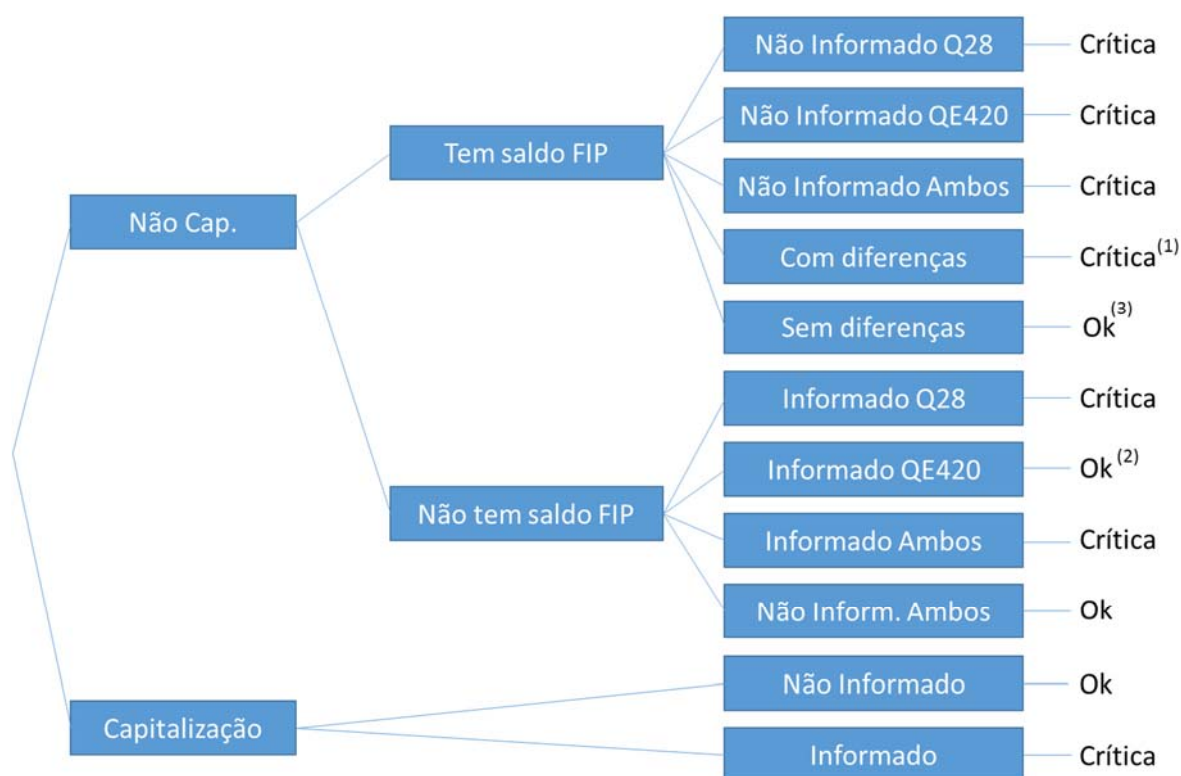 Não Informado Q28 Crítica
Não Informado QE420 Crítica
Tem saldo FIP
Não Informado Ambos Crítica
Não Cap.
Com diferenças Crítica(1)
Sem diferenças Ok(3)
Informado Q28 Crítica
Informado QE420 Ok (2)
Não tem saldo FIP
Informado Ambos Crítica
Não Inform. Ambos Ok
Não Informado Ok
Capitalização
Informado Crítica